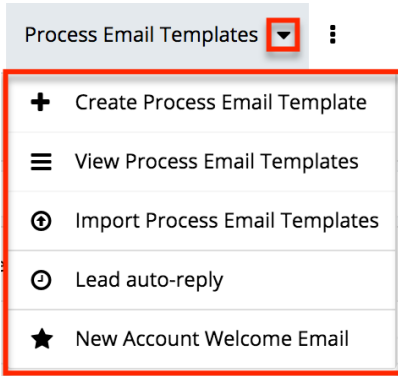 Process Email Templates
Create Process Email Template
View Process Email Templates
Import Process Email Templates
Lead auto-reply
New Account Welcome Email